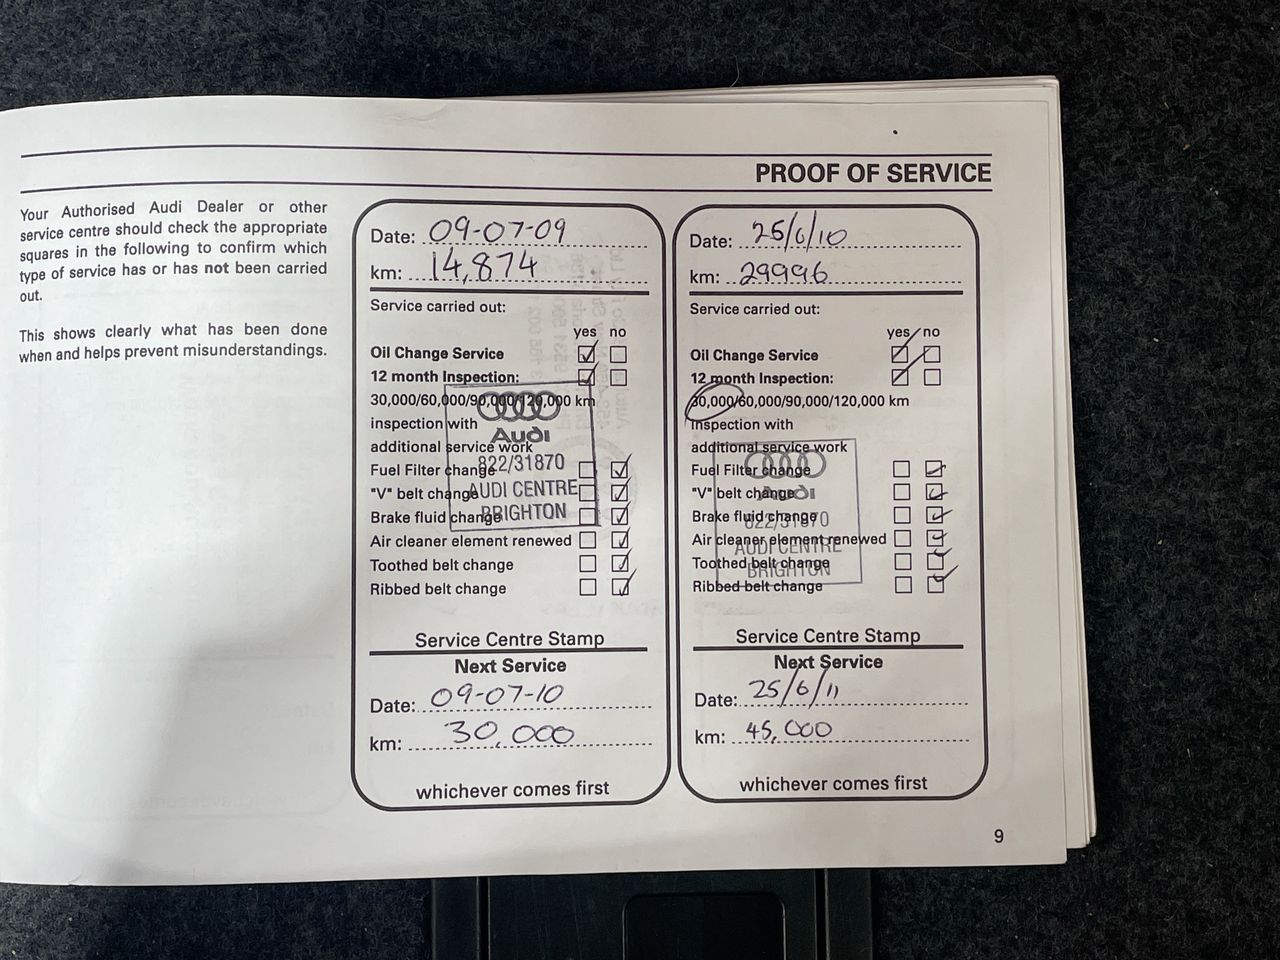 PROOF OF SERVICE
Your Authorised Audi Dealer or other
service centre should check the appropriate
squares in the following to confirm which
type of service has or has not been carried
out.
This shows clearly what has been done
when and helps prevent misunderstandings.
Date: 09-07-09
km: 14,874
Service carried out:
yes no
Oil Change Service
12 month Inspection:
30,000/60,000/90,000/120,000 km
inspection with
additional service work
Fuel Filter change
"V" belt change
Brake fluid change
Air cleaner element renewed
Toothed belt change
Ribbed belt change
Audi
822/31870
AUDI CENTRE
BRIGHTON
Service Centre Stamp
Next Service
Date: 09-07-10
km: 30,000
whichever comes first
Date: 25/6/10
km: 29996
Service carried out:
yes no
Oil Change Service
12 month Inspection:
30,000/60,000/90,000/120,000 km
inspection with
additional service work
Fuel Filter change
"V" belt change
Brake fluid change
Air cleaner element renewed
Toothed belt change
Ribbed belt change
Audi
822/31870
AUDI CENTRE
BRIGHTON
Service Centre Stamp
Next Service
Date: 25/6/11
km: 45,000
whichever comes first
9